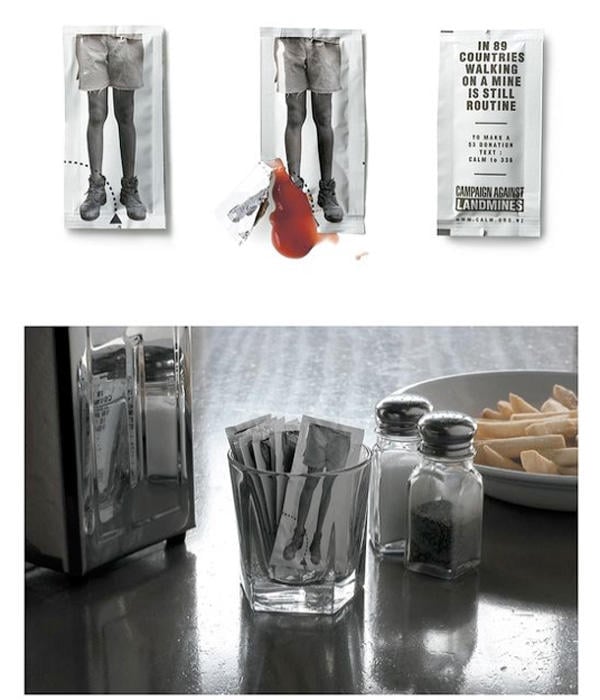 IN 89
COUNTRIES
WALKING
ON A MINE
IS STILL
ROUTINE
TO MAKE A
$3 DONATION
TEXT :
CALM to 336
CAMPAIGN AGAINST
LANDMINES
WWW.CALM.ORG.NZ